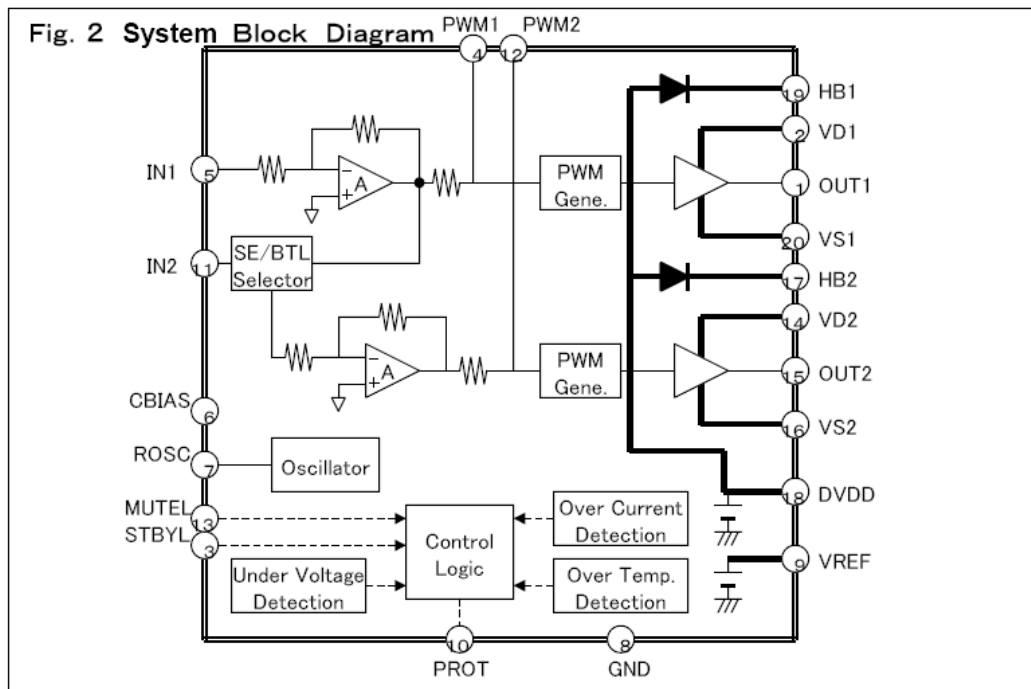 Fig. 2 System Block Diagram
PWM1
PWM2
4
12
HB1
19
VD1
2
IN1
5
A
PWM
Gene.
OUT1
1
VS1
20
IN2
11
SE/BTL
Selector
HB2
17
VD2
14
A
PWM
Gene.
OUT2
15
CBIAS
6
VS2
16
ROSC
7
Oscillator
DVDD
18
MUTEL
13
STBYL
3
Control
Logic
Over Current
Detection
VREF
9
Under Voltage
Detection
Over Temp.
Detection
10
PROT
8
GND